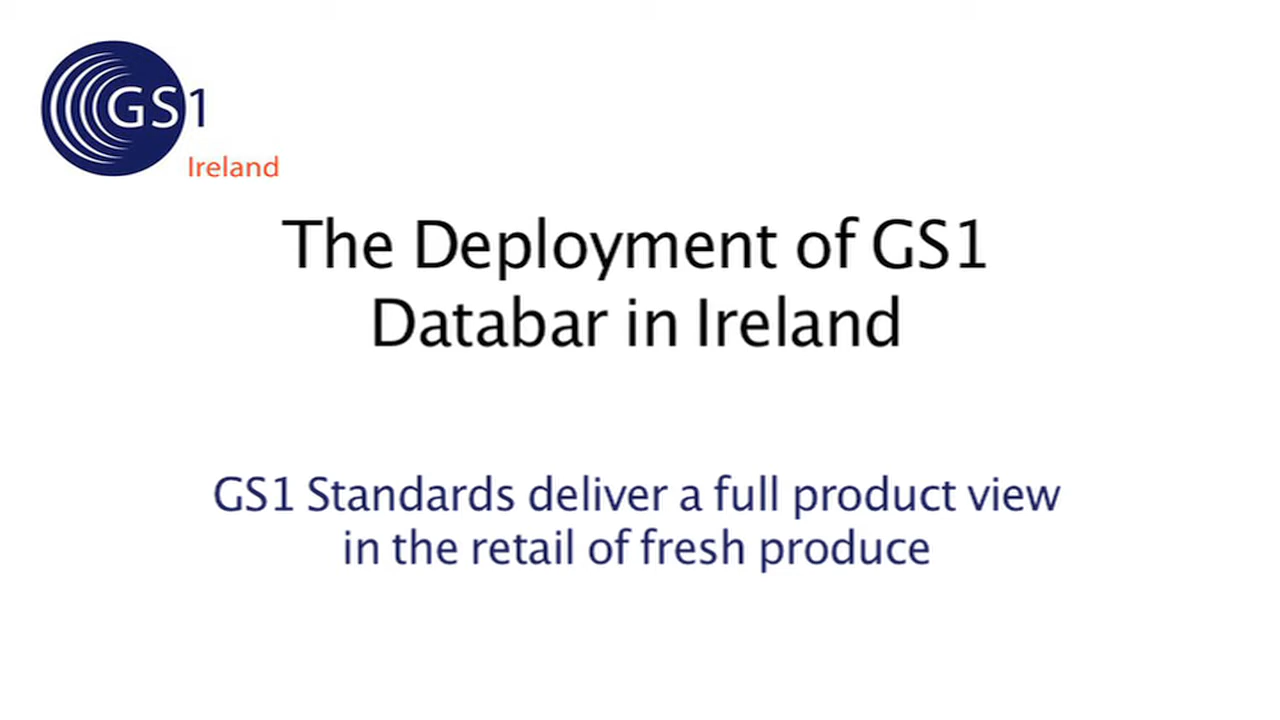 GS1
Ireland
The Deployment of GS1
Databar in Ireland
GS1 Standards deliver a full product view
in the retail of fresh produce